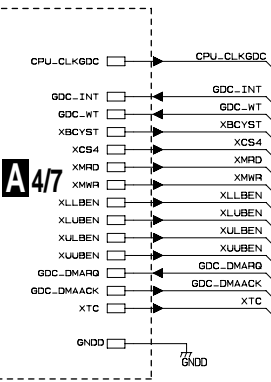 CPU_CLKGDC CPU_CLKGDC
GDC_INT GDC_INT
GDC_WT GDC_WT
XBCYST XBCYST
XCS4 XCS4
XMRD XMRD
A 4/7 XMWR XMWR
XLLBEN XLLBEN
XLUBEN XLUBEN
XULBEN XULBEN
XUUBEN XUUBEN
GDC_DMARQ GDC_DMARQ
GDC_DMAACK GDC_DMAACK
XTC XTC
GNDD
GNDD